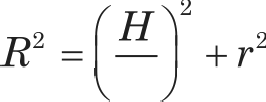 R² = (H/ )² + r²